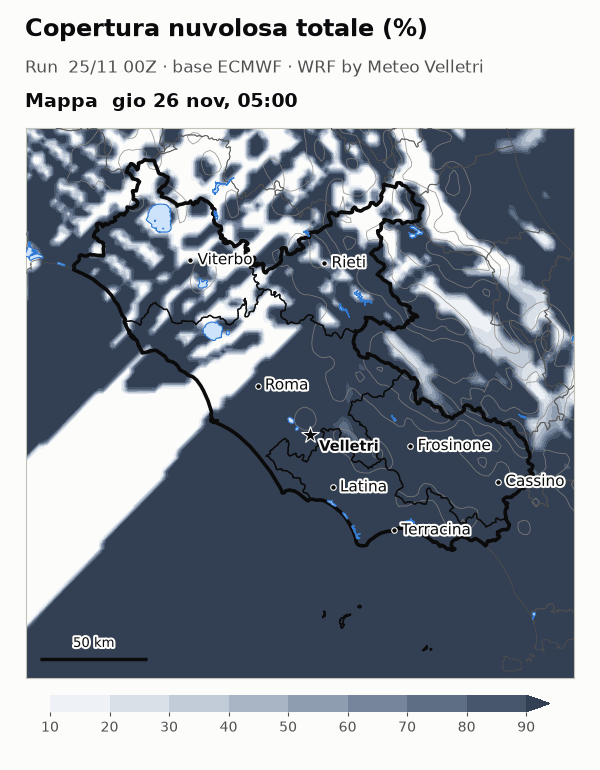 Copertura nuvolosa totale (%)
Run  25/11 00Z · base ECMWF · WRF by Meteo Velletri
Mappa  gio 26 nov, 05:00
Viterbo
Rieti
Roma
Velletri
Frosinone
Latina
Cassino
Terracina
50 km
10 20 30 40 50 60 70 80 90